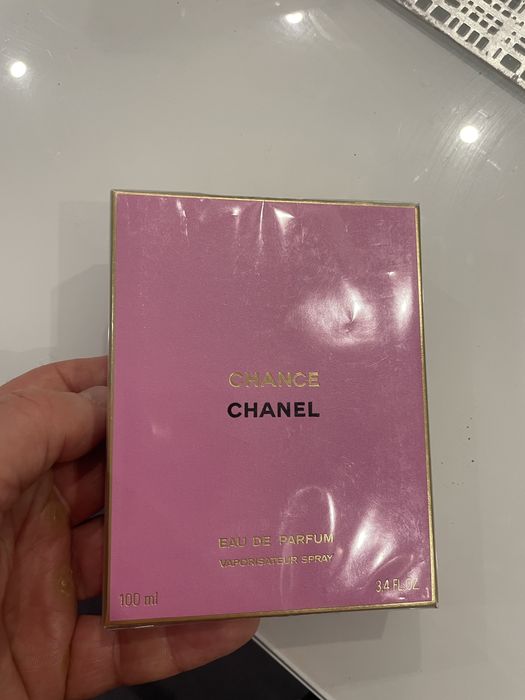 CHANCE
CHANEL
EAU DE PARFUM
VAPORISATEUR SPRAY
100 ml
3.4 FL.OZ